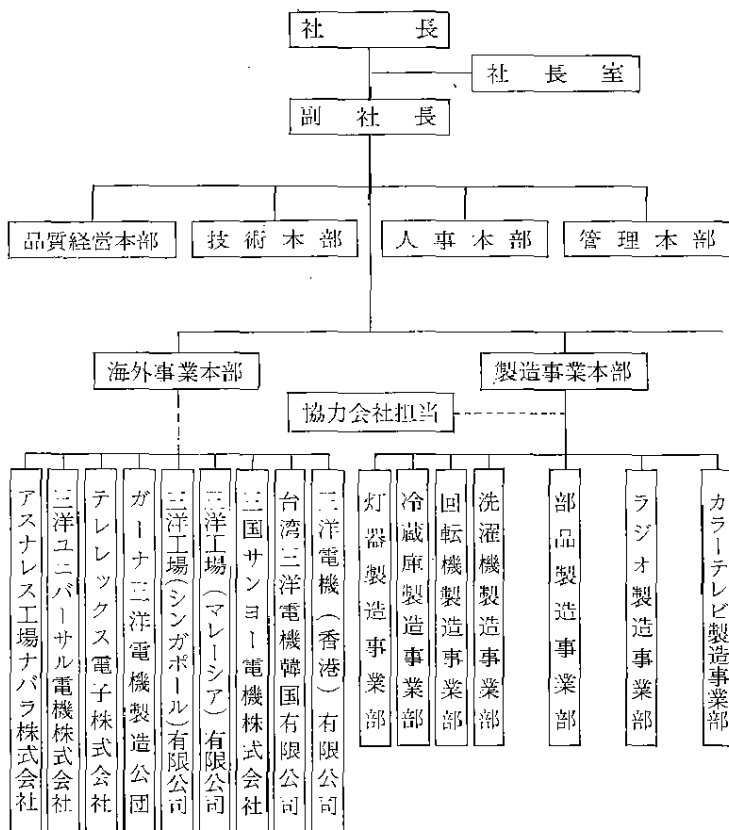 社長
社長室
副社長
品質経営本部
技術本部
人事本部
管理本部
海外事業本部
製造事業本部
協力会社担当
アスナレス工場ナバラ株式会社
三洋ユニバーサル電機株式会社
テレレックス電子株式会社
ガーナ三洋電機製造公団
三洋工場(シンガポール)有限公司
三洋工場(マレーシア)有限公司
三国サンヨー電機株式会社
台湾三洋電機韓国有限公司
三洋電機(香港)有限公司
灯器製造事業部
冷蔵庫製造事業部
回転機製造事業部
洗濯機製造事業部
部品製造事業部
ラジオ製造事業部
カラーテレビ製造事業部